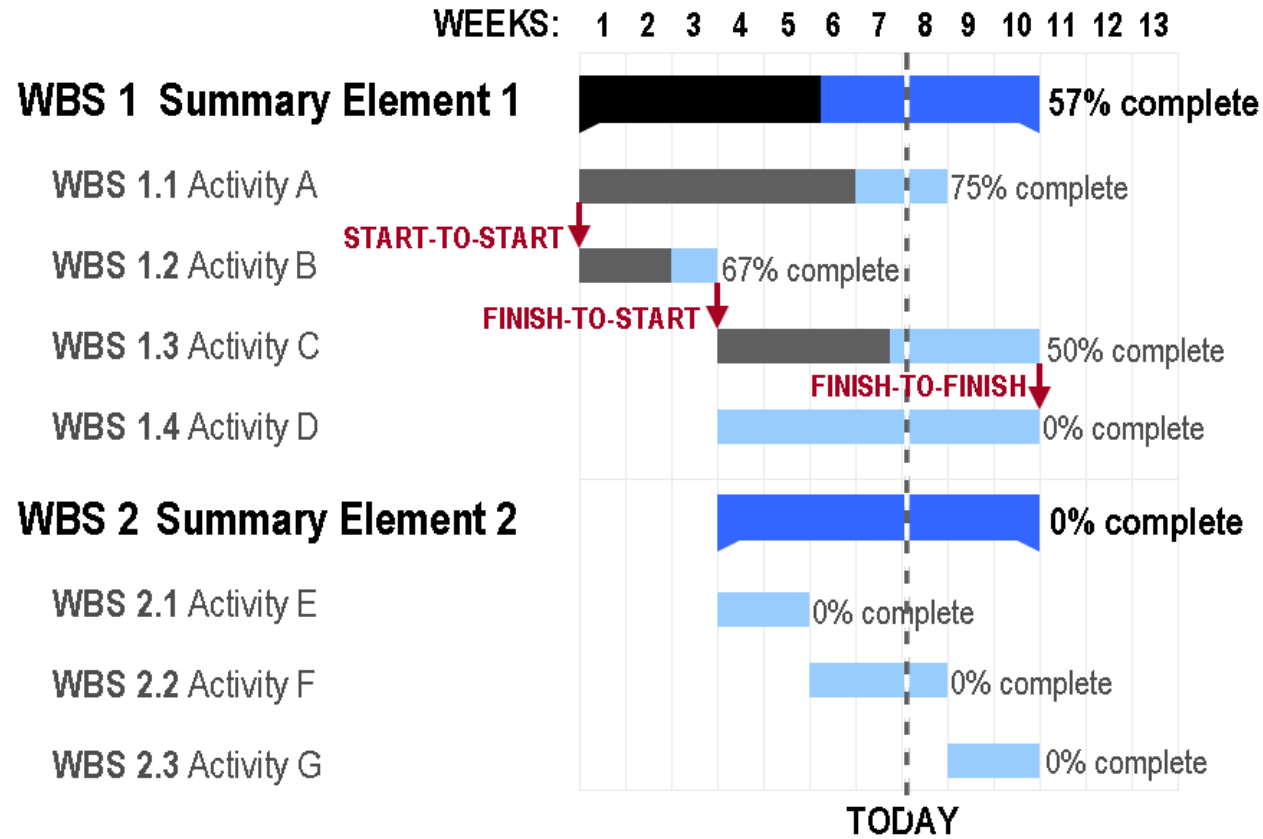 WEEKS: 1 2 3 4 5 6 7 8 9 10 11 12 13
WBS 1 Summary Element 1 57% complete
WBS 1.1 Activity A 75% complete
START-TO-START
WBS 1.2 Activity B 67% complete
FINISH-TO-START
WBS 1.3 Activity C 50% complete
FINISH-TO-FINISH
WBS 1.4 Activity D 0% complete
WBS 2 Summary Element 2 0% complete
WBS 2.1 Activity E 0% complete
WBS 2.2 Activity F 0% complete
WBS 2.3 Activity G 0% complete
TODAY